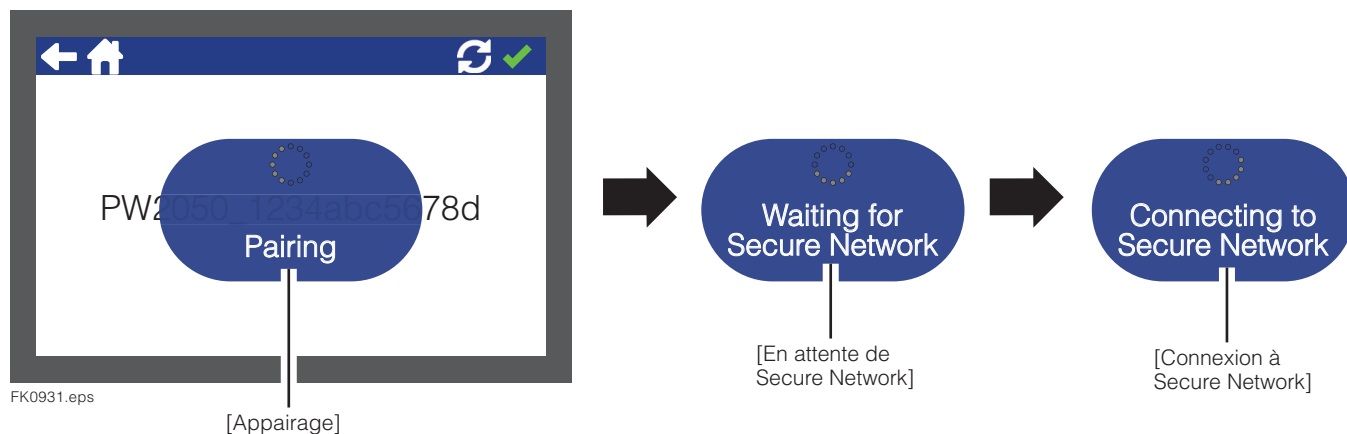 PW2050_1234abc5678d
Pairing
Waiting for
Secure Network
Connecting to
Secure Network
[En attente de
Secure Network]
[Connexion à
Secure Network]
FK0931.eps
[Appairage]